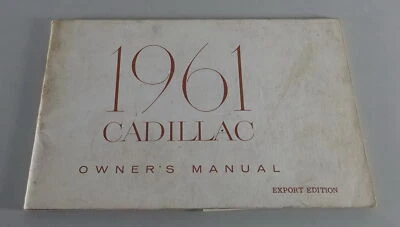 1961
CADILLAC
OWNER'S MANUAL
EXPORT EDITION